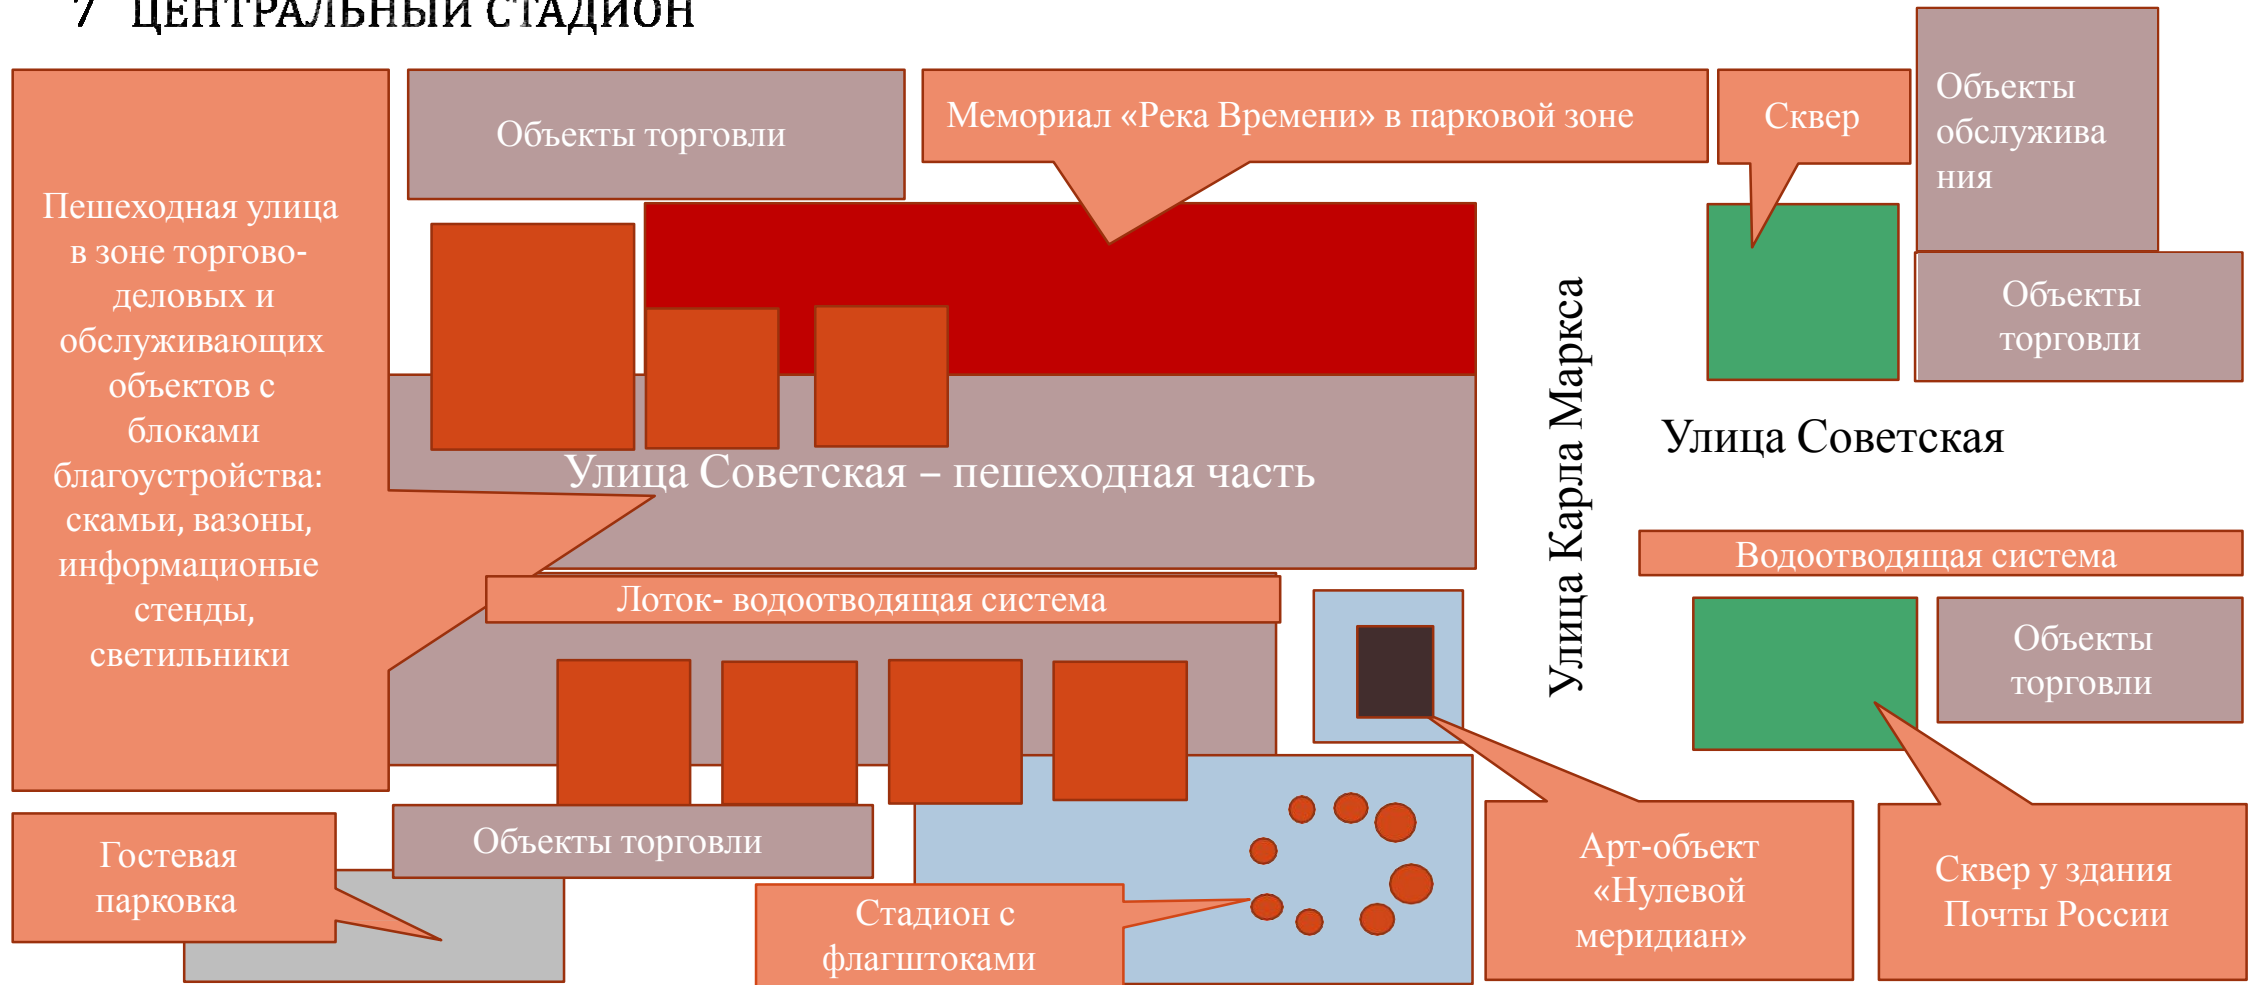 7 ЦЕНТРАЛЬНЫЙ СТАДИОН
Пешеходная улица
в зоне торгово-
деловых и
обслуживающих
объектов с
блоками
благоустройства:
скамьи, вазоны,
информационые
стенды,
светильники
Объекты торговли
Мемориал «Река Времени» в парковой зоне
Сквер
Объекты
обслужива
ния
Объекты
торговли
Улица Карла Маркса
Улица Советская
Улица Советская – пешеходная часть
Водоотводящая система
Лоток- водоотводящая система
Объекты
торговли
Гостевая
парковка
Объекты торговли
Стадион с
флагштоками
Арт-объект
«Нулевой
меридиан»
Сквер у здания
Почты России